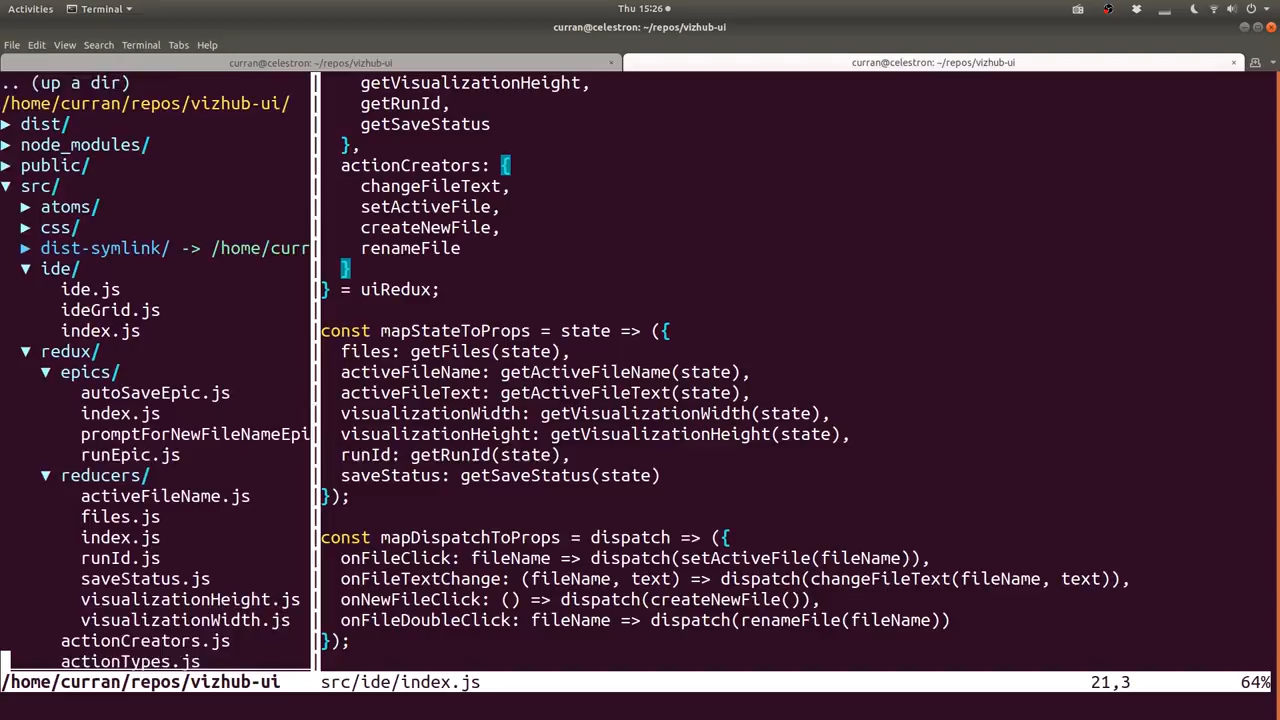 Activities Terminal Thu 15:26
curran@celestron: ~/repos/vizhub-ui
File Edit View Search Terminal Tabs Help
curran@celestron: ~/repos/vizhub-ui × curran@celestron: ~/repos/vizhub-ui ×
.. (up a dir)
/home/curran/repos/vizhub-ui/
▶ dist/
▶ node_modules/
▶ public/
▼ src/
▶ atoms/
▶ css/
▶ dist-symlink/ -> /home/curr
▼ ide/
ide.js
ideGrid.js
index.js
▼ redux/
▼ epics/
autoSaveEpic.js
index.js
promptForNewFileNameEpi
runEpic.js
▼ reducers/
activeFileName.js
files.js
index.js
runId.js
saveStatus.js
visualizationHeight.js
visualizationWidth.js
actionCreators.js
actionTypes.js
/home/curran/repos/vizhub-ui
getVisualizationHeight,
getRunId,
getSaveStatus
},
actionCreators: {
changeFileText,
setActiveFile,
createNewFile,
renameFile
}
} = uiRedux;
const mapStateToProps = state => ({
files: getFiles(state),
activeFileName: getActiveFileName(state),
activeFileText: getActiveFileText(state),
visualizationWidth: getVisualizationWidth(state),
visualizationHeight: getVisualizationHeight(state),
runId: getRunId(state),
saveStatus: getSaveStatus(state)
});
const mapDispatchToProps = dispatch => ({
onFileClick: fileName => dispatch(setActiveFile(fileName)),
onFileTextChange: (fileName, text) => dispatch(changeFileText(fileName, text)),
onNewFileClick: () => dispatch(createNewFile()),
onFileDoubleClick: fileName => dispatch(renameFile(fileName))
});
src/ide/index.js 21,3 64%